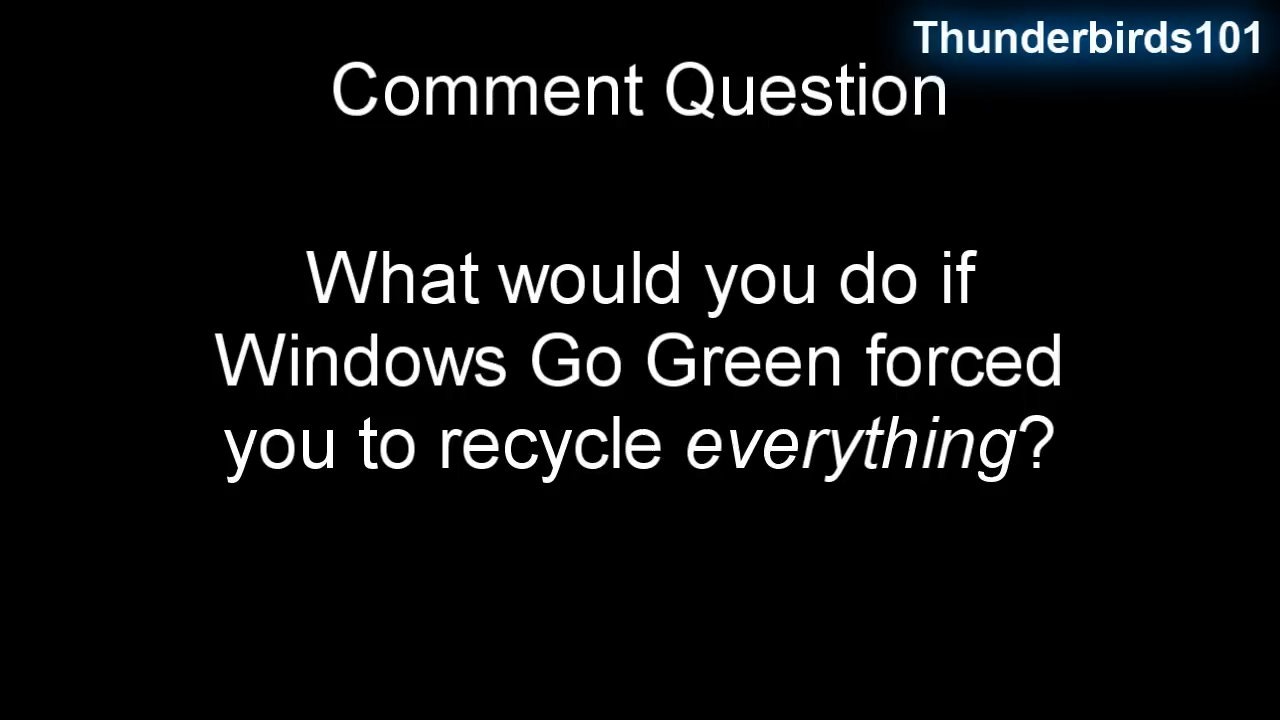 Thunderbirds101
Comment Question
What would you do if
Windows Go Green forced
you to recycle everything?